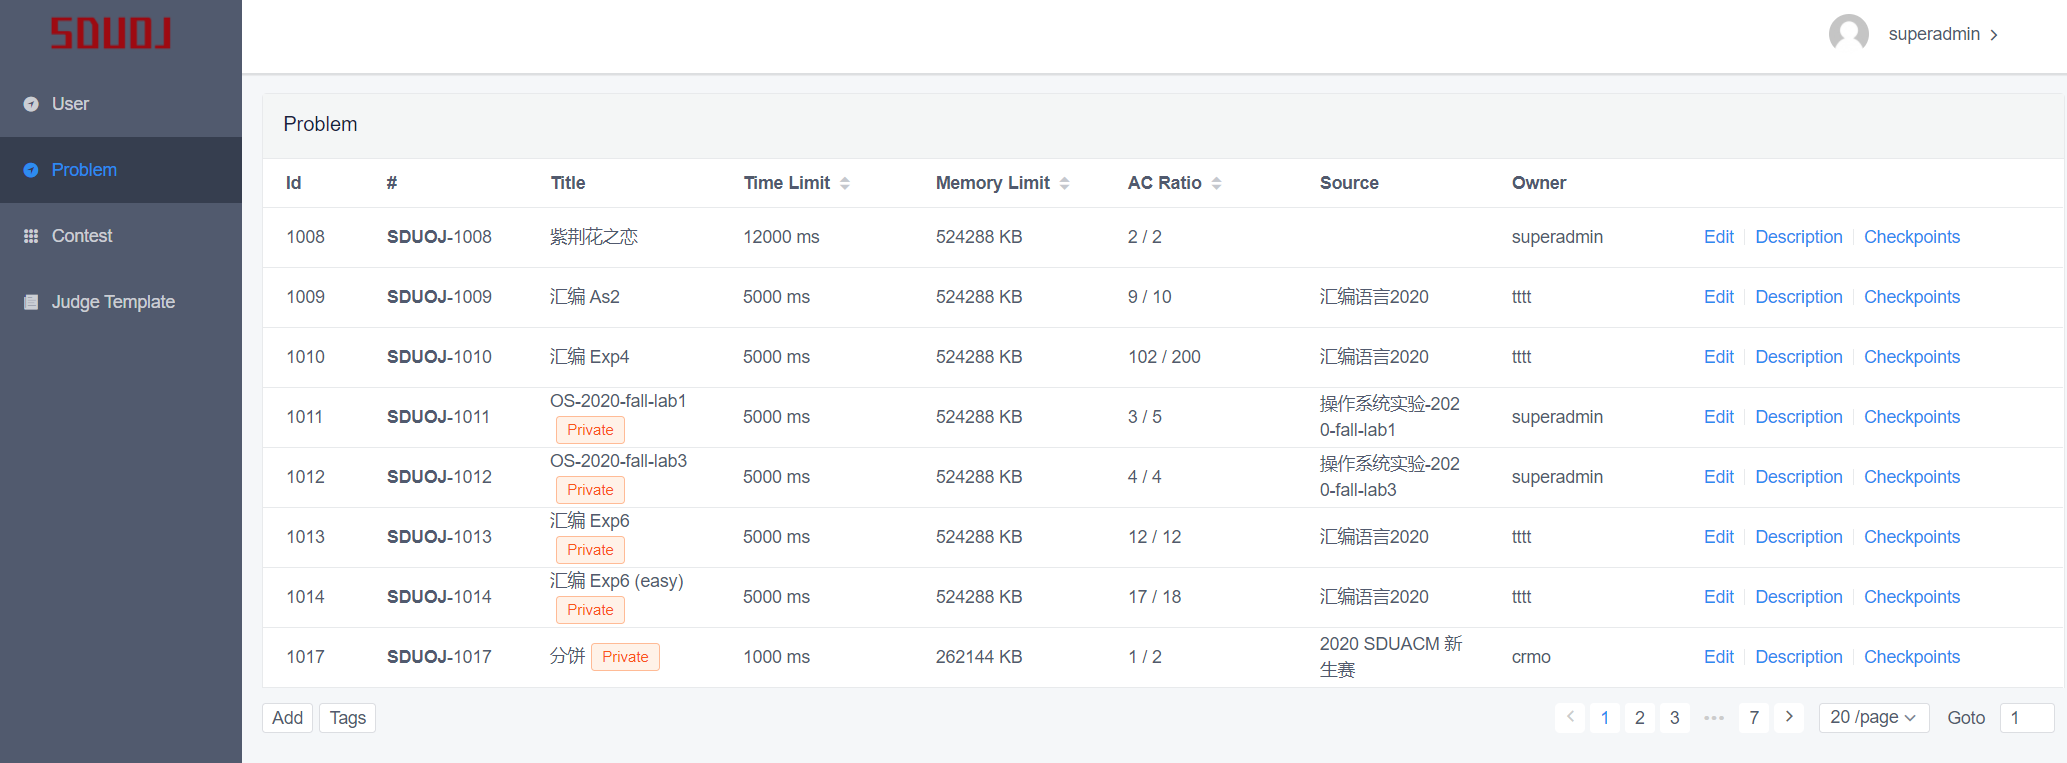 SDUOJ
superadmin
User
Problem
Contest
Judge Template
Problem
Id # Title Time Limit Memory Limit AC Ratio Source Owner
1008 SDUOJ-1008 紫荆花之恋 12000 ms 524288 KB 2 / 2 superadmin Edit Description Checkpoints
1009 SDUOJ-1009 汇编 As2 5000 ms 524288 KB 9 / 10 汇编语言2020 tttt Edit Description Checkpoints
1010 SDUOJ-1010 汇编 Exp4 5000 ms 524288 KB 102 / 200 汇编语言2020 tttt Edit Description Checkpoints
OS-2020-fall-lab1 操作系统实验-202
1011 SDUOJ-1011 5000 ms 524288 KB 3 / 5 superadmin Edit Description Checkpoints
Private 0-fall-lab1
OS-2020-fall-lab3 操作系统实验-202
1012 SDUOJ-1012 5000 ms 524288 KB 4 / 4 superadmin Edit Description Checkpoints
Private 0-fall-lab3
汇编 Exp6
1013 SDUOJ-1013 5000 ms 524288 KB 12 / 12 汇编语言2020 tttt Edit Description Checkpoints
Private
汇编 Exp6 (easy)
1014 SDUOJ-1014 5000 ms 524288 KB 17 / 18 汇编语言2020 tttt Edit Description Checkpoints
Private
2020 SDUACM 新
1017 SDUOJ-1017 分饼 Private 1000 ms 262144 KB 1 / 2 crmo Edit Description Checkpoints
生赛
Add Tags 1 2 3 ••• 7 20 /page Goto 1